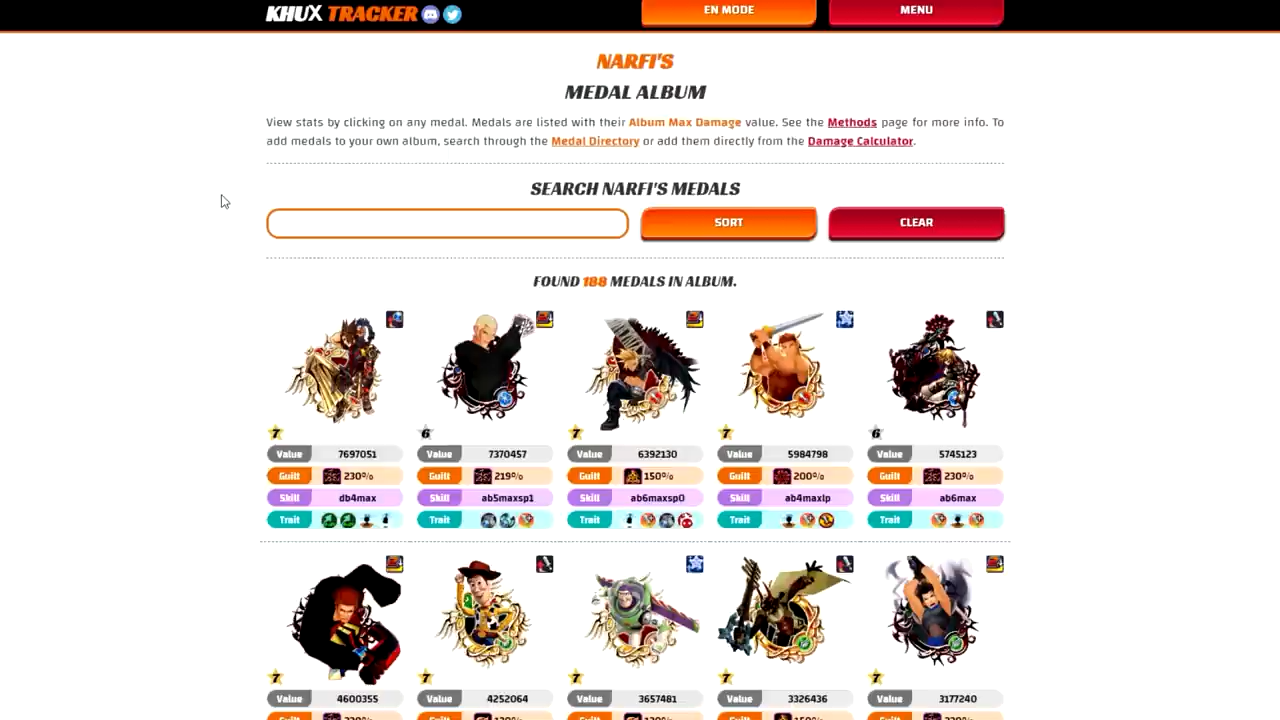 KHUX TRACKER
EN MODE
MENU
NARFI'S
MEDAL ALBUM
View stats by clicking on any medal. Medals are listed with their Album Max Damage value. See the Methods page for more info. To
add medals to your own album, search through the Medal Directory or add them directly from the Damage Calculator.
SEARCH NARFI'S MEDALS
SORT
CLEAR
FOUND 188 MEDALS IN ALBUM.
7 6 7 7 6
Value 7697051 Value 7370457 Value 6392130 Value 5984798 Value 5745123
Guilt 230% Guilt 219% Guilt 150% Guilt 200% Guilt 230%
Skill db4max Skill ab5maxsp1 Skill ab6maxsp0 Skill ab4maxlp Skill ab6max
Trait Trait Trait Trait Trait
7 7 7 7 7
Value 4600355 Value 4252064 Value 3657481 Value 3326436 Value 3177240